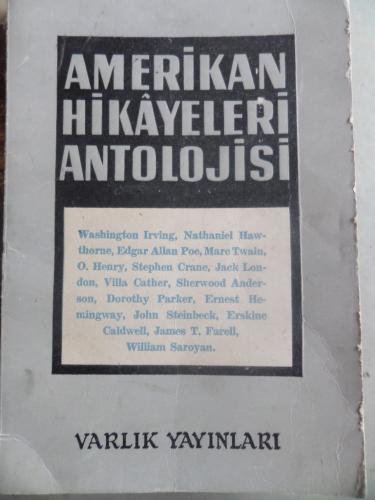 AMERİKAN
HİKÂYELERİ
ANTOLOJİSİ
Washington Irving, Nathaniel Haw-
thorne, Edgar Allan Poe, Marc Twain,
O. Henry, Stephen Crane, Jack Lon-
don, Villa Cather, Sherwood Ander-
son, Dorothy Parker, Ernest He-
mingway, John Steinbeck, Erskine
Caldwell, James T. Farell,
William Saroyan.
VARLIK YAYINLARI